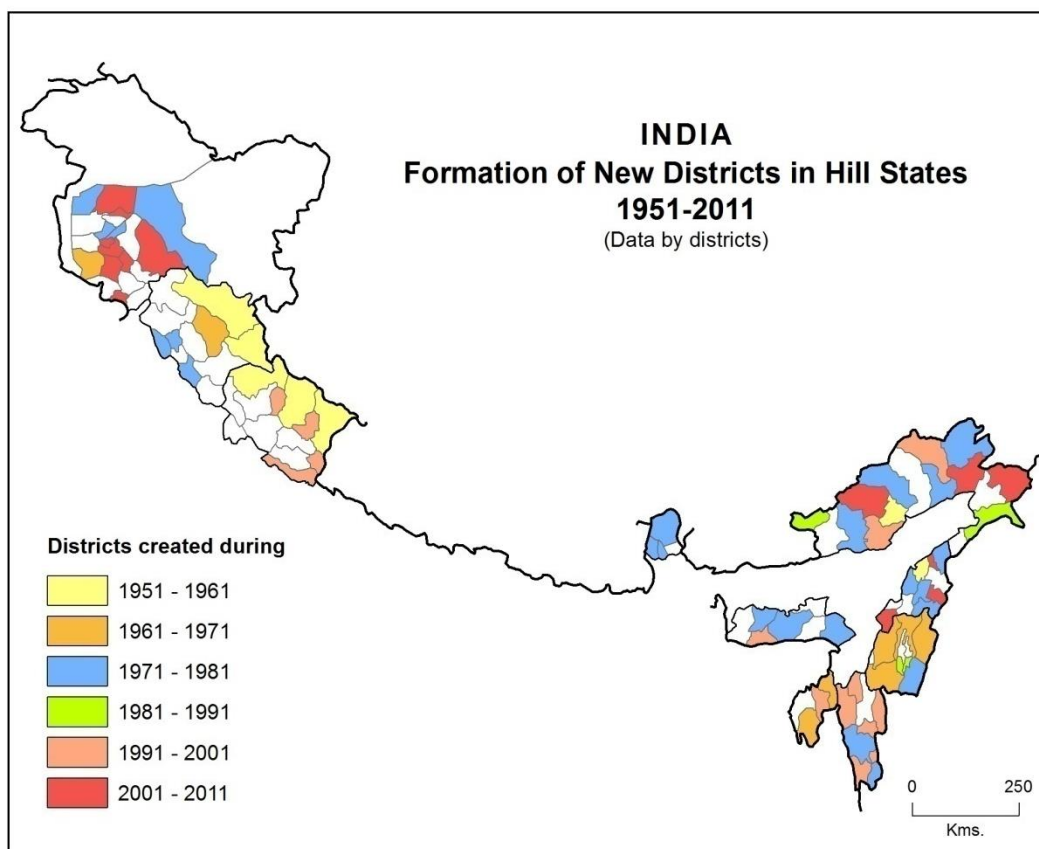 INDIA
Formation of New Districts in Hill States
1951-2011
(Data by districts)
Districts created during
1951 - 1961
1961 - 1971
1971 - 1981
1981 - 1991
1991 - 2001
2001 - 2011
0 250
Kms.